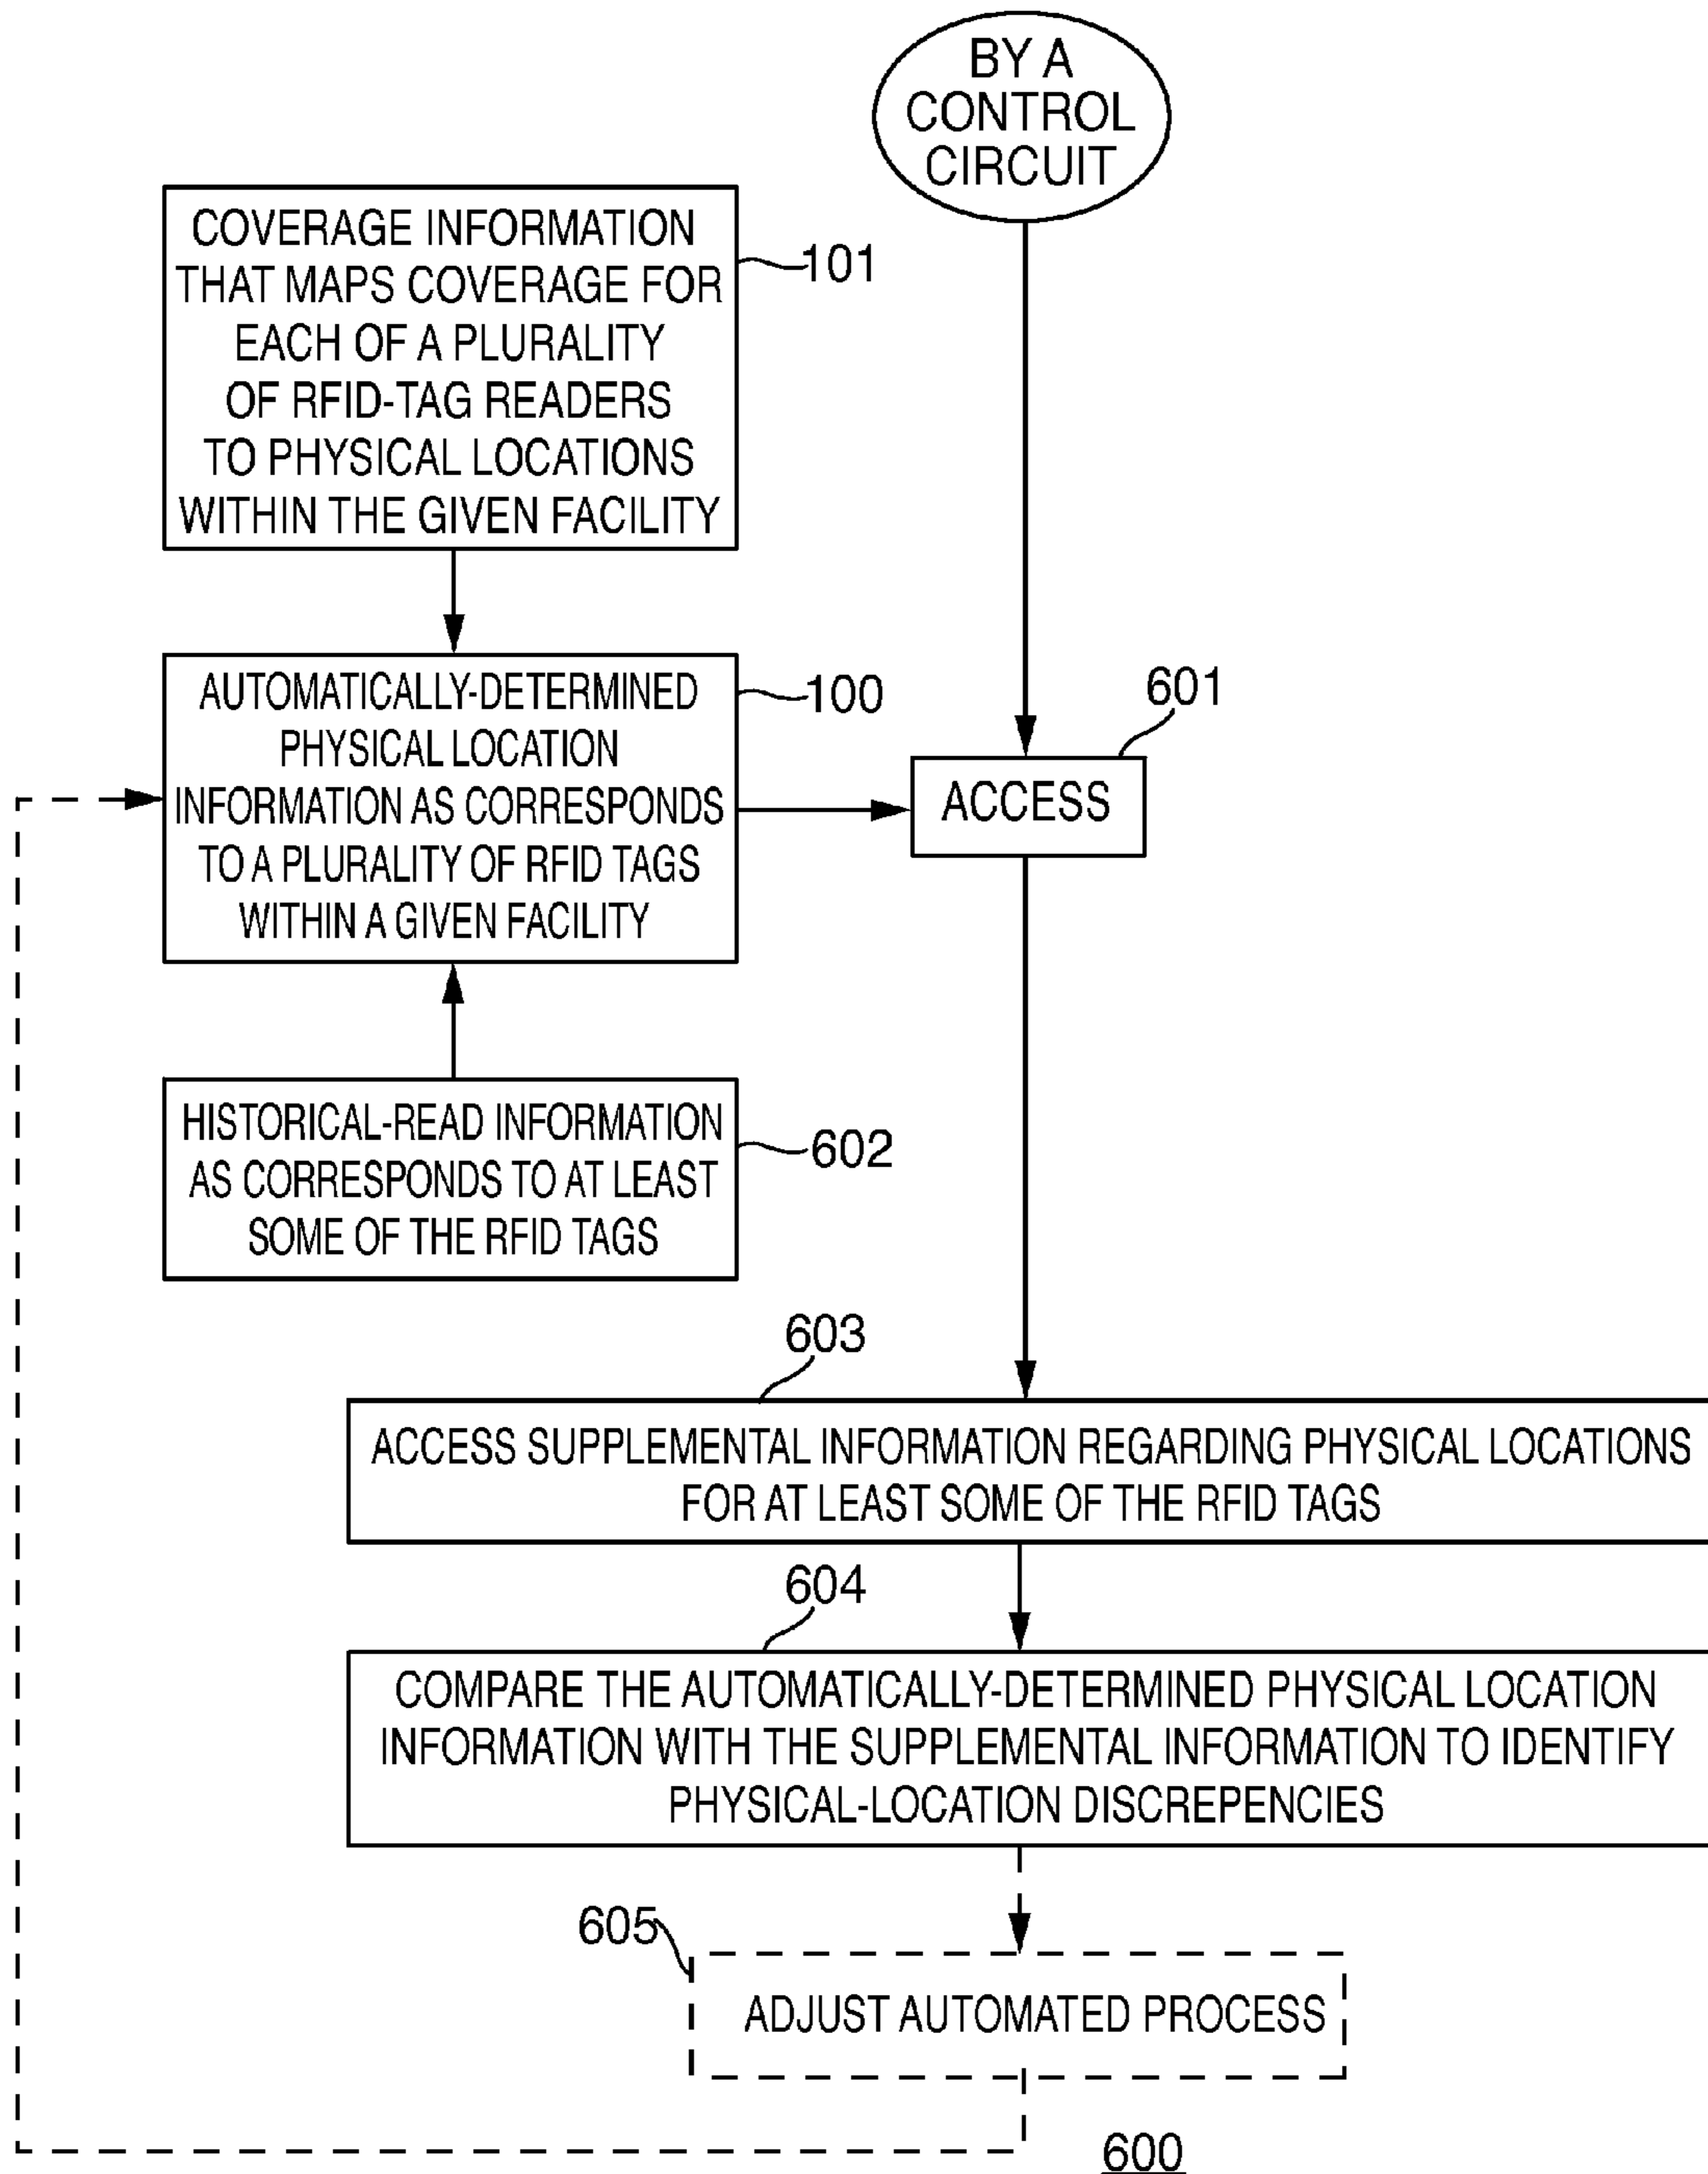 BY A
CONTROL
CIRCUIT
COVERAGE INFORMATION
THAT MAPS COVERAGE FOR
EACH OF A PLURALITY
OF RFID-TAG READERS
TO PHYSICAL LOCATIONS
WITHIN THE GIVEN FACILITY
101
AUTOMATICALLY-DETERMINED
PHYSICAL LOCATION
INFORMATION AS CORRESPONDS
TO A PLURALITY OF RFID TAGS
WITHIN A GIVEN FACILITY
100
601
ACCESS
HISTORICAL-READ INFORMATION
AS CORRESPONDS TO AT LEAST
SOME OF THE RFID TAGS
602
603
ACCESS SUPPLEMENTAL INFORMATION REGARDING PHYSICAL LOCATIONS
FOR AT LEAST SOME OF THE RFID TAGS
604
COMPARE THE AUTOMATICALLY-DETERMINED PHYSICAL LOCATION
INFORMATION WITH THE SUPPLEMENTAL INFORMATION TO IDENTIFY
PHYSICAL-LOCATION DISCREPENCIES
605
ADJUST AUTOMATED PROCESS
600